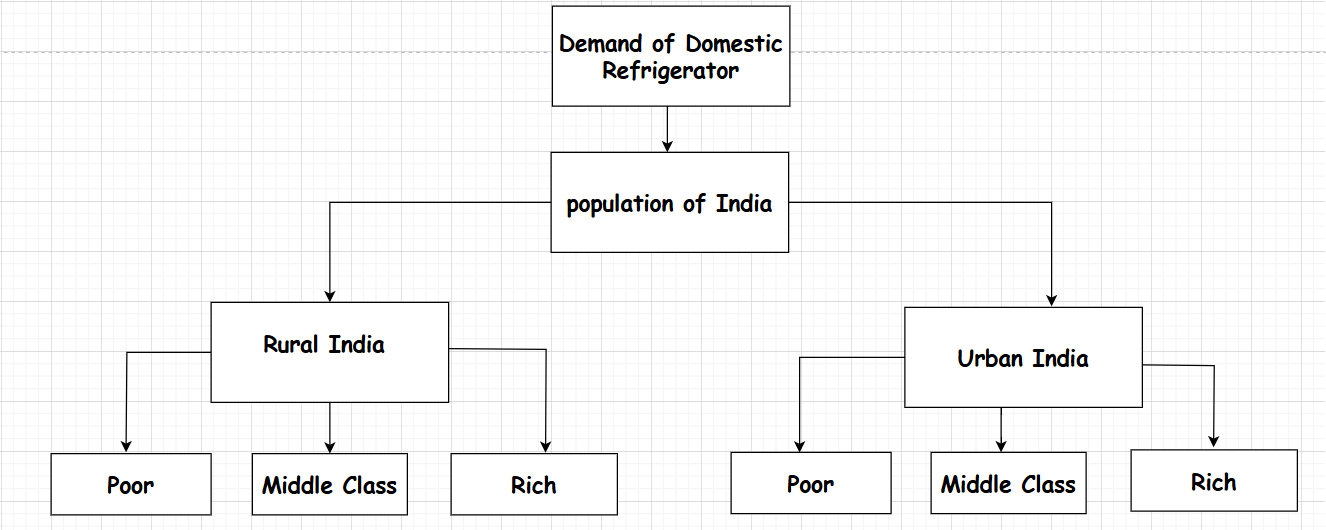 Demand of Domestic
Refrigerator
population of India
Rural India
Urban India
Poor
Middle Class
Rich
Poor
Middle Class
Rich